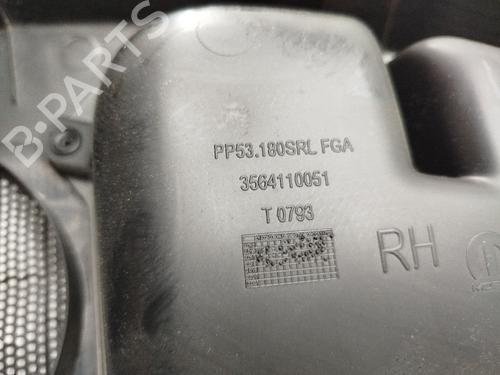 B-PARTS
PP53.180SRL FGA
3564110051
T 0793
RH